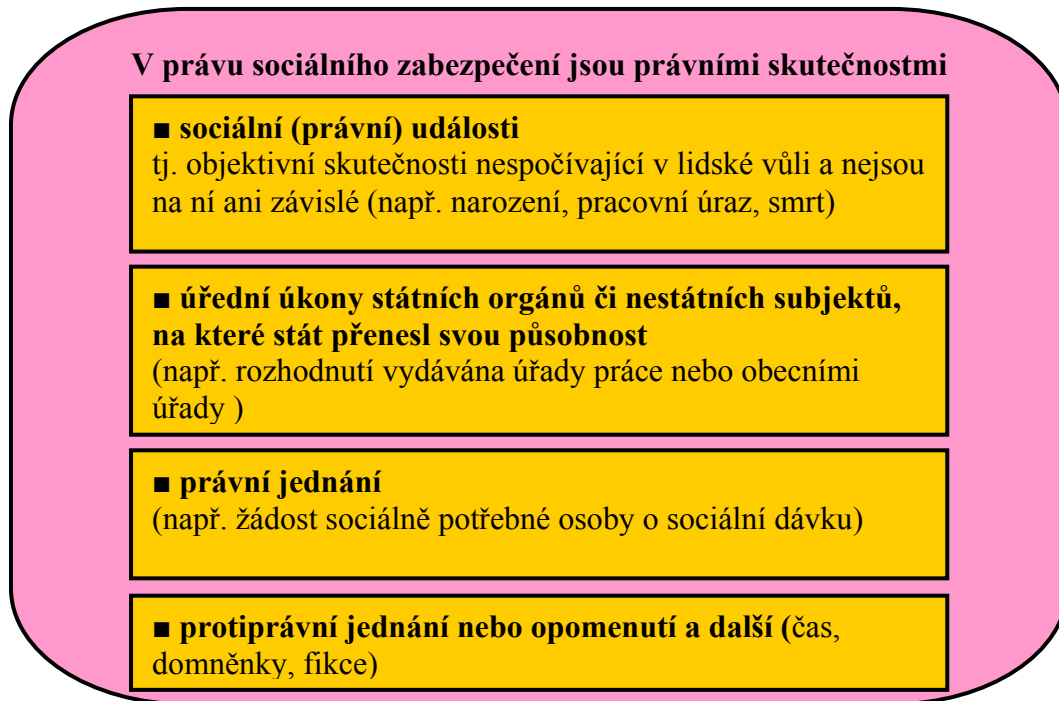 V právu sociálního zabezpečení jsou právními skutečnostmi
■ sociální (právní) události
tj. objektivní skutečnosti nespočívající v lidské vůli a nejsou
na ní ani závislé (např. narození, pracovní úraz, smrt)
■ úřední úkony státních orgánů či nestátních subjektů,
na které stát přenesl svou působnost
(např. rozhodnutí vydávána úřady práce nebo obecními
úřady )
■ právní jednání
(např. žádost sociálně potřebné osoby o sociální dávku)
■ protiprávní jednání nebo opomenutí a další (čas,
domněnky, fikce)